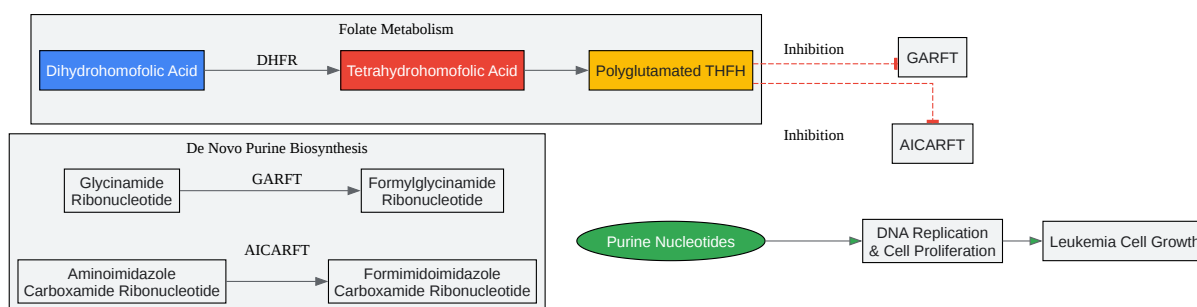 Folate Metabolism
Dihydrohomofolic Acid
DHFR
Tetrahydrohomofolic Acid
Polyglutamated THFH
Inhibition
GARFT
Inhibition
AICARFT
De Novo Purine Biosynthesis
Glycinamide
Ribonucleotide
GARFT
Formylglycinamide
Ribonucleotide
AICARFT
Aminoimidazole
Carboxamide Ribonucleotide
Formimidoimidazole
Carboxamide Ribonucleotide
Purine Nucleotides
DNA Replication
& Cell Proliferation
Leukemia Cell Growth